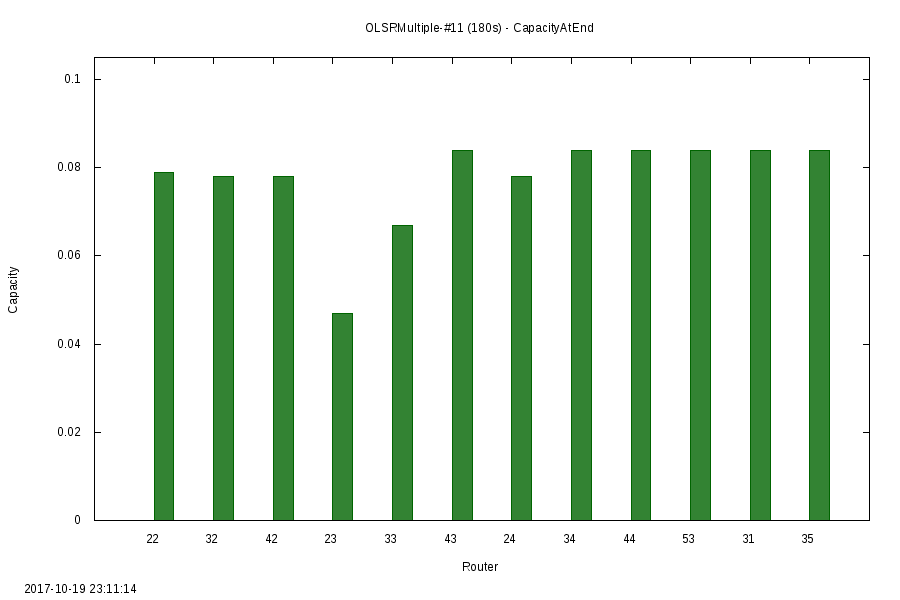 OLSRMultiple-#11 (180s) - CapacityAtEnd
0.1
0.08
0.06
0.04
0.02
0
Capacity
22 32 42 23 33 43 24 34 44 53 31 35
Router
2017-10-19 23:11:14